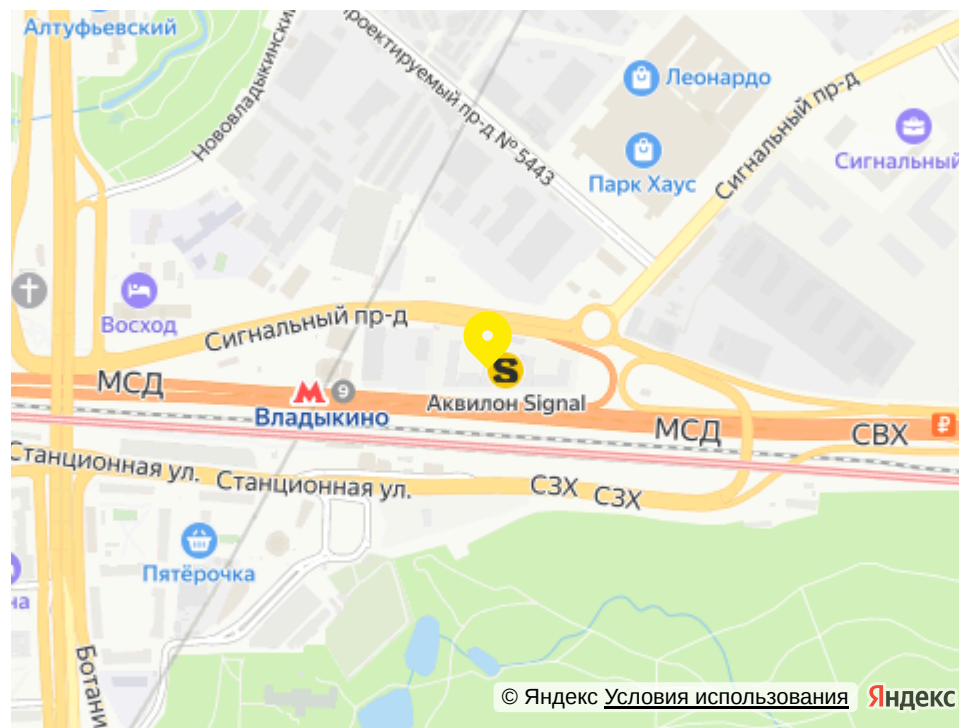 Алтуфьевский
Нововладыкинский
проектируемый пр-д № 5443
Леонардо
Парк Хаус
Сигнальный пр-д
Сигнальный
Восход
Сигнальный пр-д
МСД
М
9
Владыкино
S
Аквилон Signal
МСД
СВХ
₽
Станционная ул.
Станционная ул.
СЗХ
СЗХ
Пятёрочка
на
Ботани
© Яндекс Условия использования
Яндекс